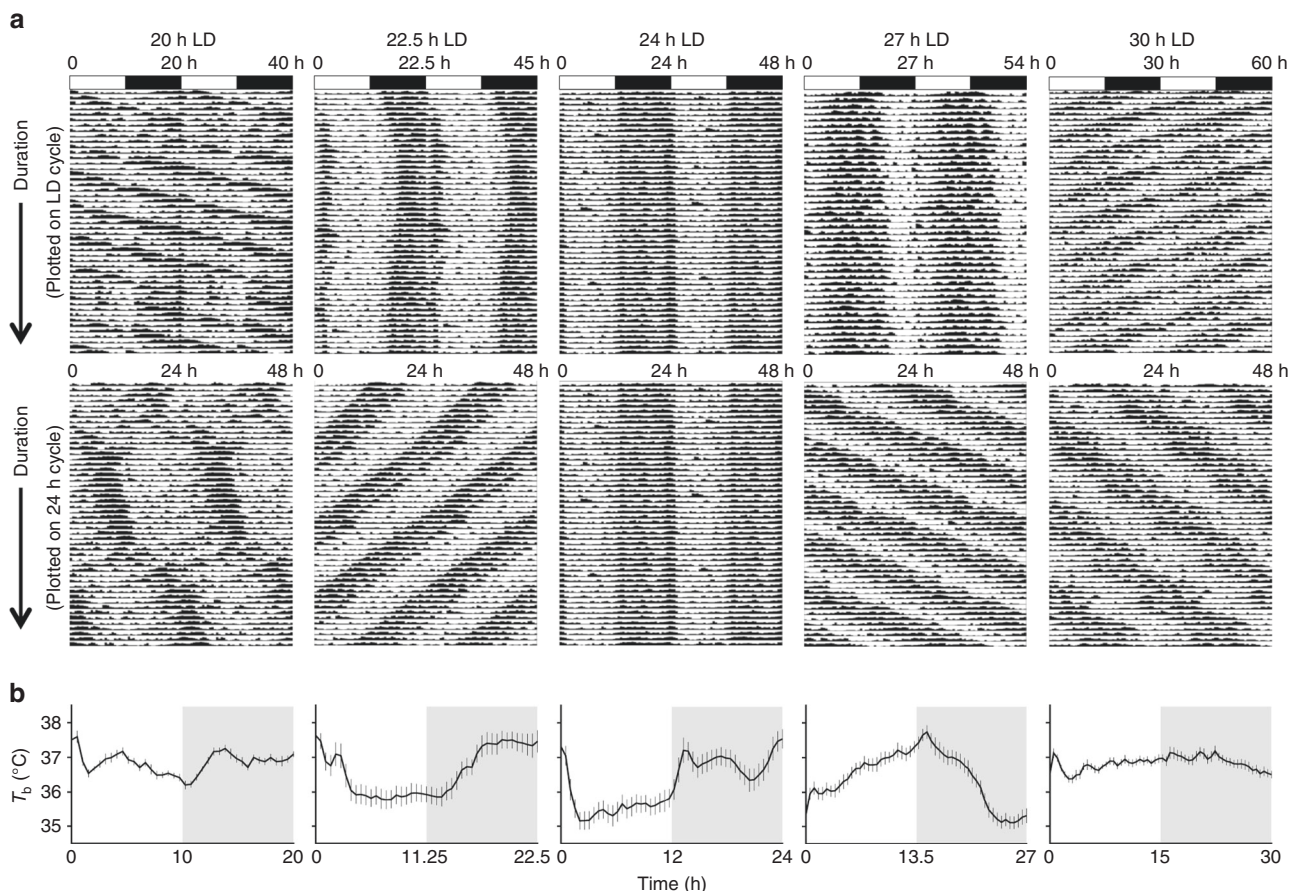 a
20 h LD 22.5 h LD 24 h LD 27 h LD 30 h LD
0 20 h 40 h 0 22.5 h 45 h 0 24 h 48 h 0 27 h 54 h 0 30 h 60 h
Duration
(Plotted on LD cycle)
0 24 h 48 h 0 24 h 48 h 0 24 h 48 h 0 24 h 48 h 0 24 h 48 h
Duration
(Plotted on 24 h cycle)
b
38
37
36
35
Tb (°C)
0 10 20 0 11.25 22.5 0 12 24 0 13.5 27 0 15 30
Time (h)